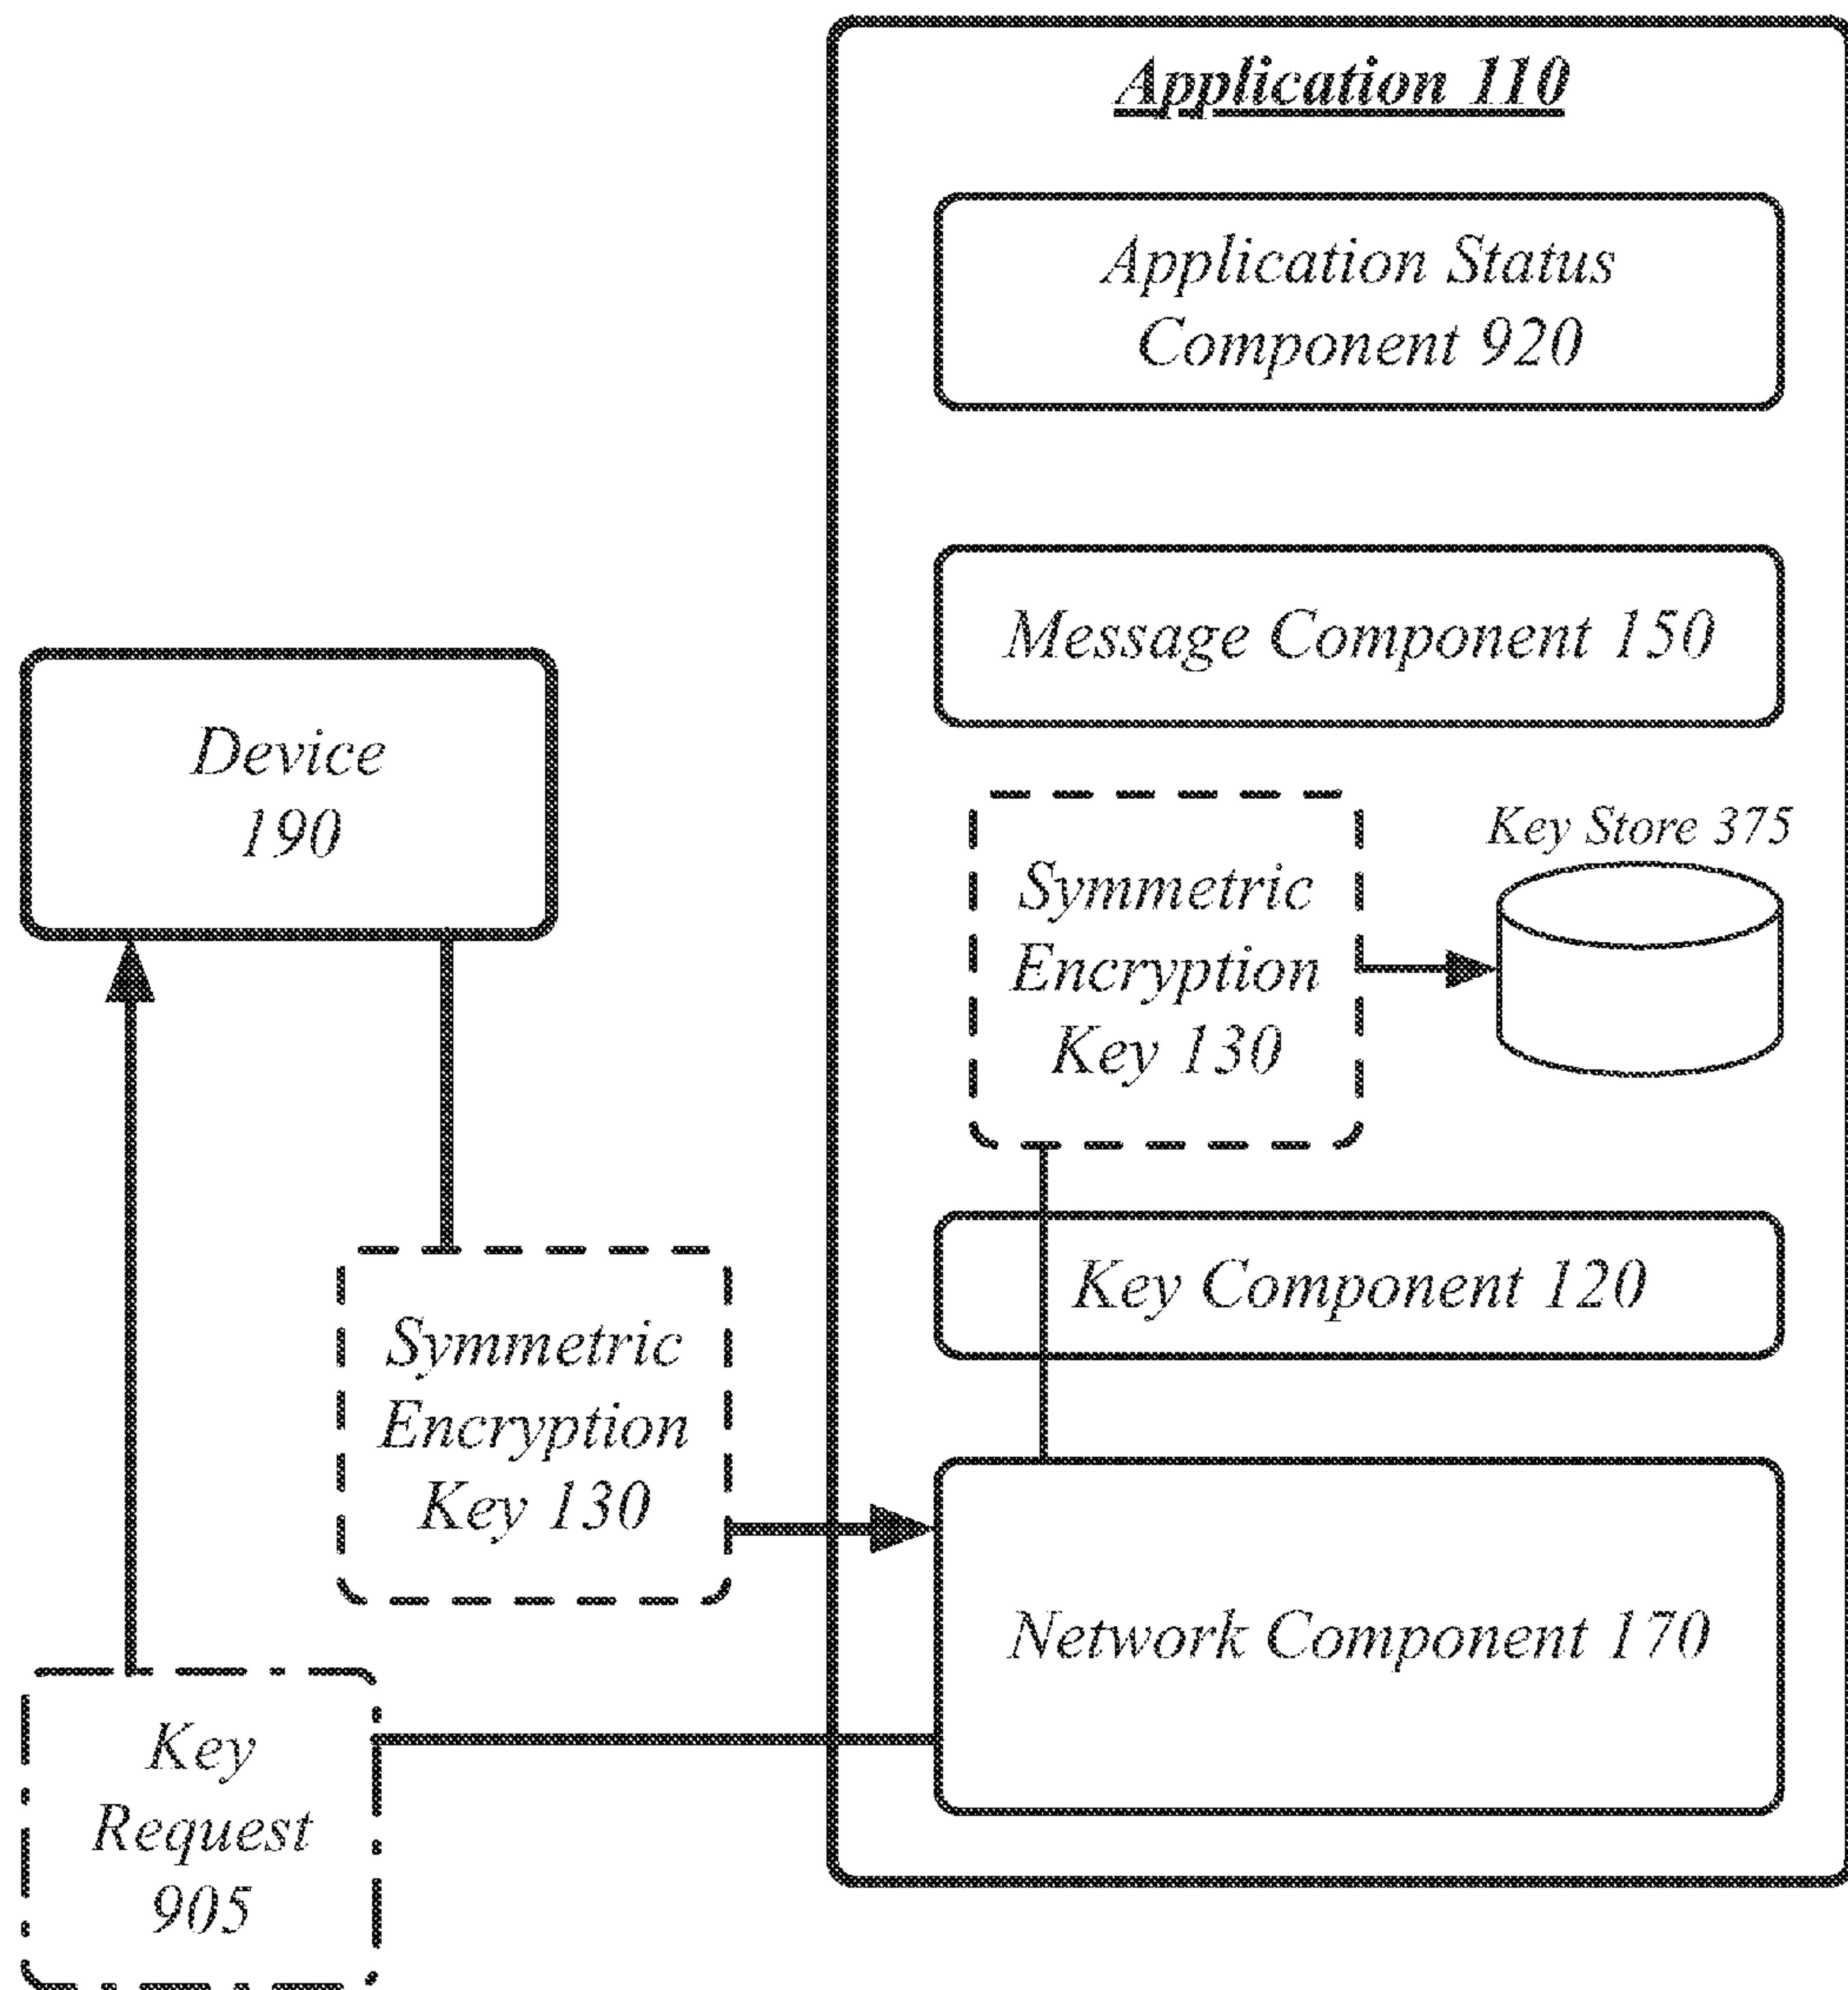 Application 110
Application Status
Component 920
Message Component 150
Device
190
Key Store 375
Symmetric
Encryption
Key 130
Key Component 120
Symmetric
Encryption
Key 130
Network Component 170
Key
Request
905